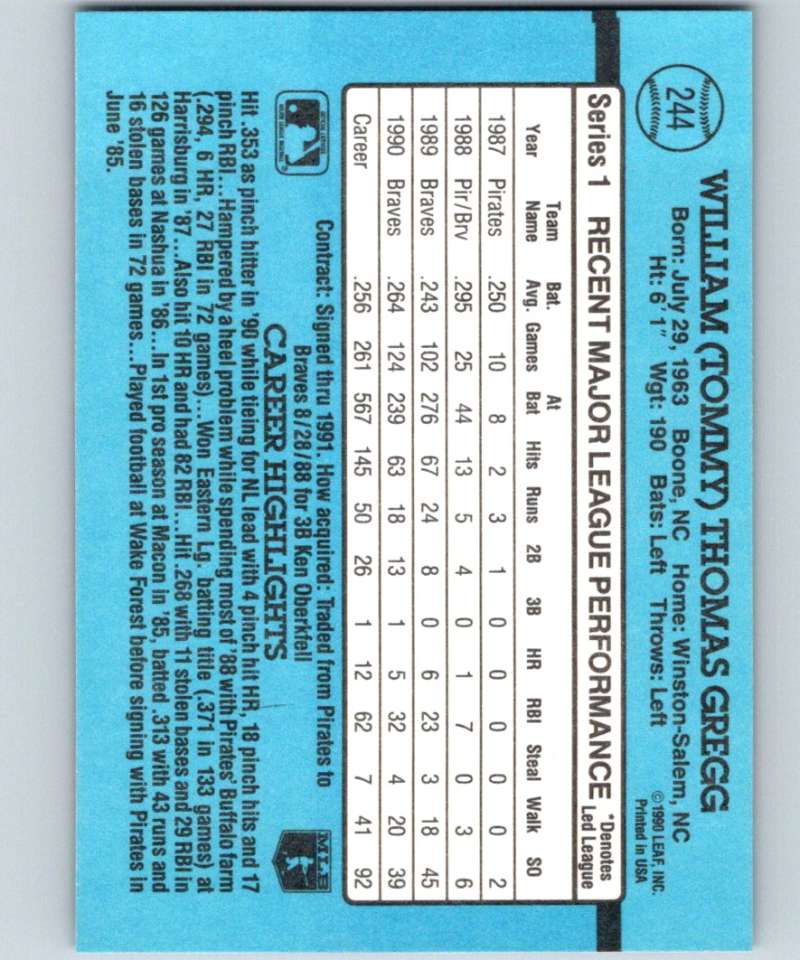 244
WILLIAM (TOMMY) THOMAS GREGG
Born: July 29, 1963 Boone, NC Home: Winston-Salem, NC
Ht: 6' 1" Wgt: 190 Bats: Left Throws: Left
© 1990 LEAF, INC.
Printed in USA
Series 1 RECENT MAJOR LEAGUE PERFORMANCE *Denotes Led League
Year Team Name Bat. Avg. Games At Bat Hits Runs 2B 3B HR RBI Steal Walk SO
1987 Pirates .250 10 8 2 3 1 0 0 0 0 0 2
1988 Pir/Brv .295 25 44 13 5 4 0 1 7 0 3 6
1989 Braves .243 102 276 67 24 8 0 6 23 3 18 45
1990 Braves .264 124 239 63 18 13 1 5 32 4 20 39
Career .256 261 567 145 50 26 1 12 62 7 41 92
Contract: Signed thru 1991. How acquired: Traded from Pirates to
Braves 8/28/88 for 3B Ken Oberkfell
CAREER HIGHLIGHTS
MLBPA
Hit .353 as pinch hitter in '90 while tieing for NL lead with 4 pinch hit HR, 18 pinch hits and 17
pinch RBI...Hampered by a heel problem while spending most of '88 with Pirates' Buffalo farm
(.294, 6 HR, 27 RBI in 72 games)...Won Eastern Lg. batting title (.371 in 133 games) at
Harrisburg in '87...Also hit 10 HR and had 82 RBI...Hit .268 with 11 stolen bases and 29 RBI in
126 games at Nashua in '86...In 1st pro season at Macon in '85, batted .313 with 43 runs and
16 stolen bases in 72 games...Played football at Wake Forest before signing with Pirates in
June '85.